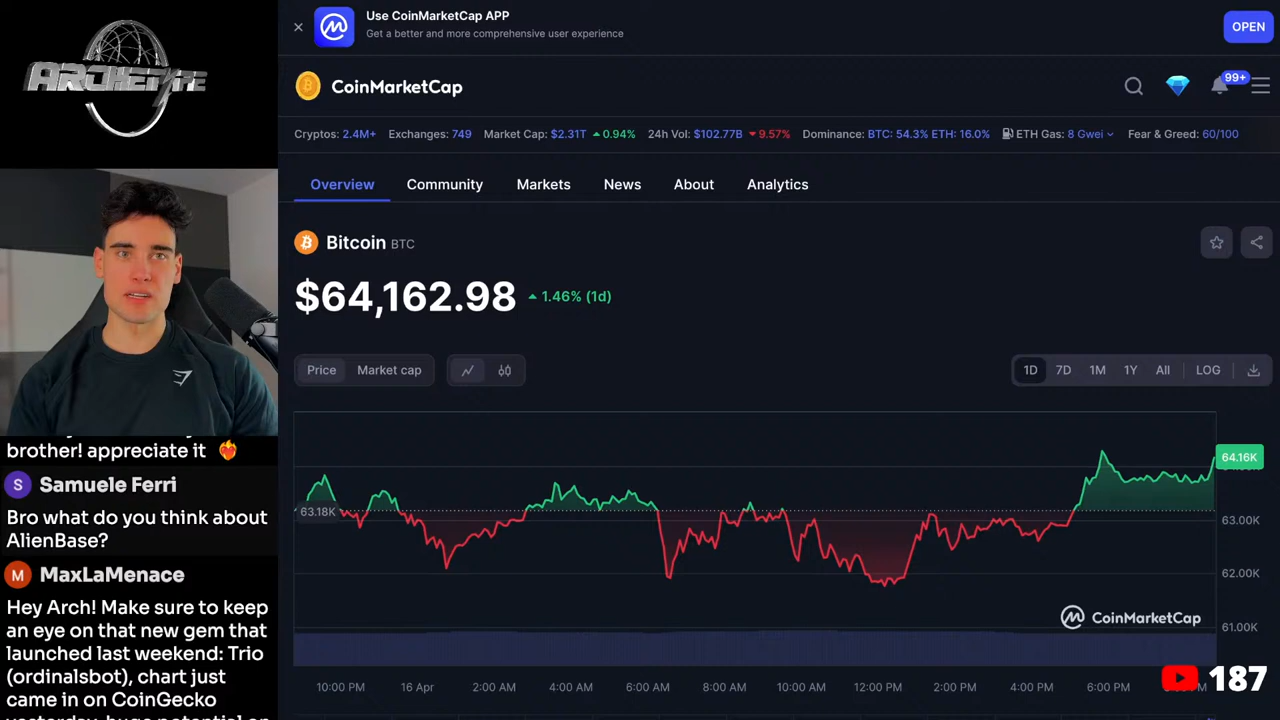 Use CoinMarketCap APP
Get a better and more comprehensive user experience
OPEN
ARCHETYPE
CoinMarketCap
99+
Cryptos: 2.4M+ Exchanges: 749 Market Cap: $2.31T 0.94% 24h Vol: $102.77B 9.57% Dominance: BTC: 54.3% ETH: 16.0% ETH Gas: 8 Gwei Fear & Greed: 60/100
Overview Community Markets News About Analytics
Bitcoin BTC
$64,162.98 1.46% (1d)
Price Market cap
1D 7D 1M 1Y All LOG
64.16K
63.18K
63.00K
62.00K
61.00K
CoinMarketCap
10:00 PM 16 Apr 2:00 AM 4:00 AM 6:00 AM 8:00 AM 10:00 AM 12:00 PM 2:00 PM 4:00 PM 6:00 PM
187
brother! appreciate it
S Samuele Ferri
Bro what do you think about
AlienBase?
M MaxLaMenace
Hey Arch! Make sure to keep
an eye on that new gem that
launched last weekend: Trio
(ordinalsbot), chart just
came in on CoinGecko